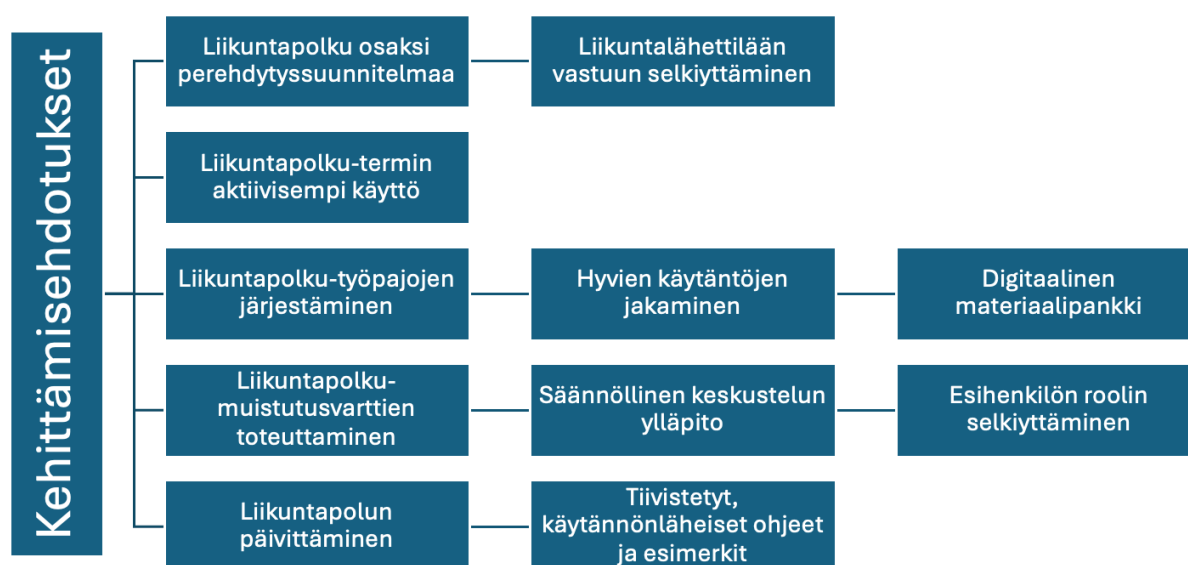 Kehittämisehdotukset
Liikuntapolku osaksi
perehdytyssuunnitelmaa
Liikuntalähettilään
vastuun selkiyttäminen
Liikuntapolku-termin
aktiivisempi käyttö
Liikuntapolku-työpajojen
järjestäminen
Hyvien käytäntöjen
jakaminen
Digitaalinen
materiaalipankki
Liikuntapolku-
muistutusvarttien
toteuttaminen
Säännöllinen keskustelun
ylläpito
Esihenkilön roolin
selkiyttäminen
Liikuntapolun
päivittäminen
Tiivistetyt,
käytännönläheiset ohjeet
ja esimerkit